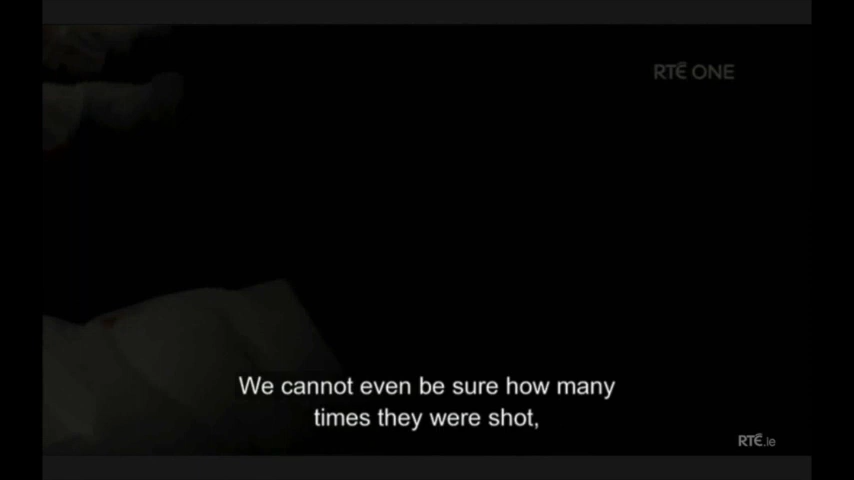 RTÉ ONE
We cannot even be sure how many
times they were shot,
RTÉ.ie